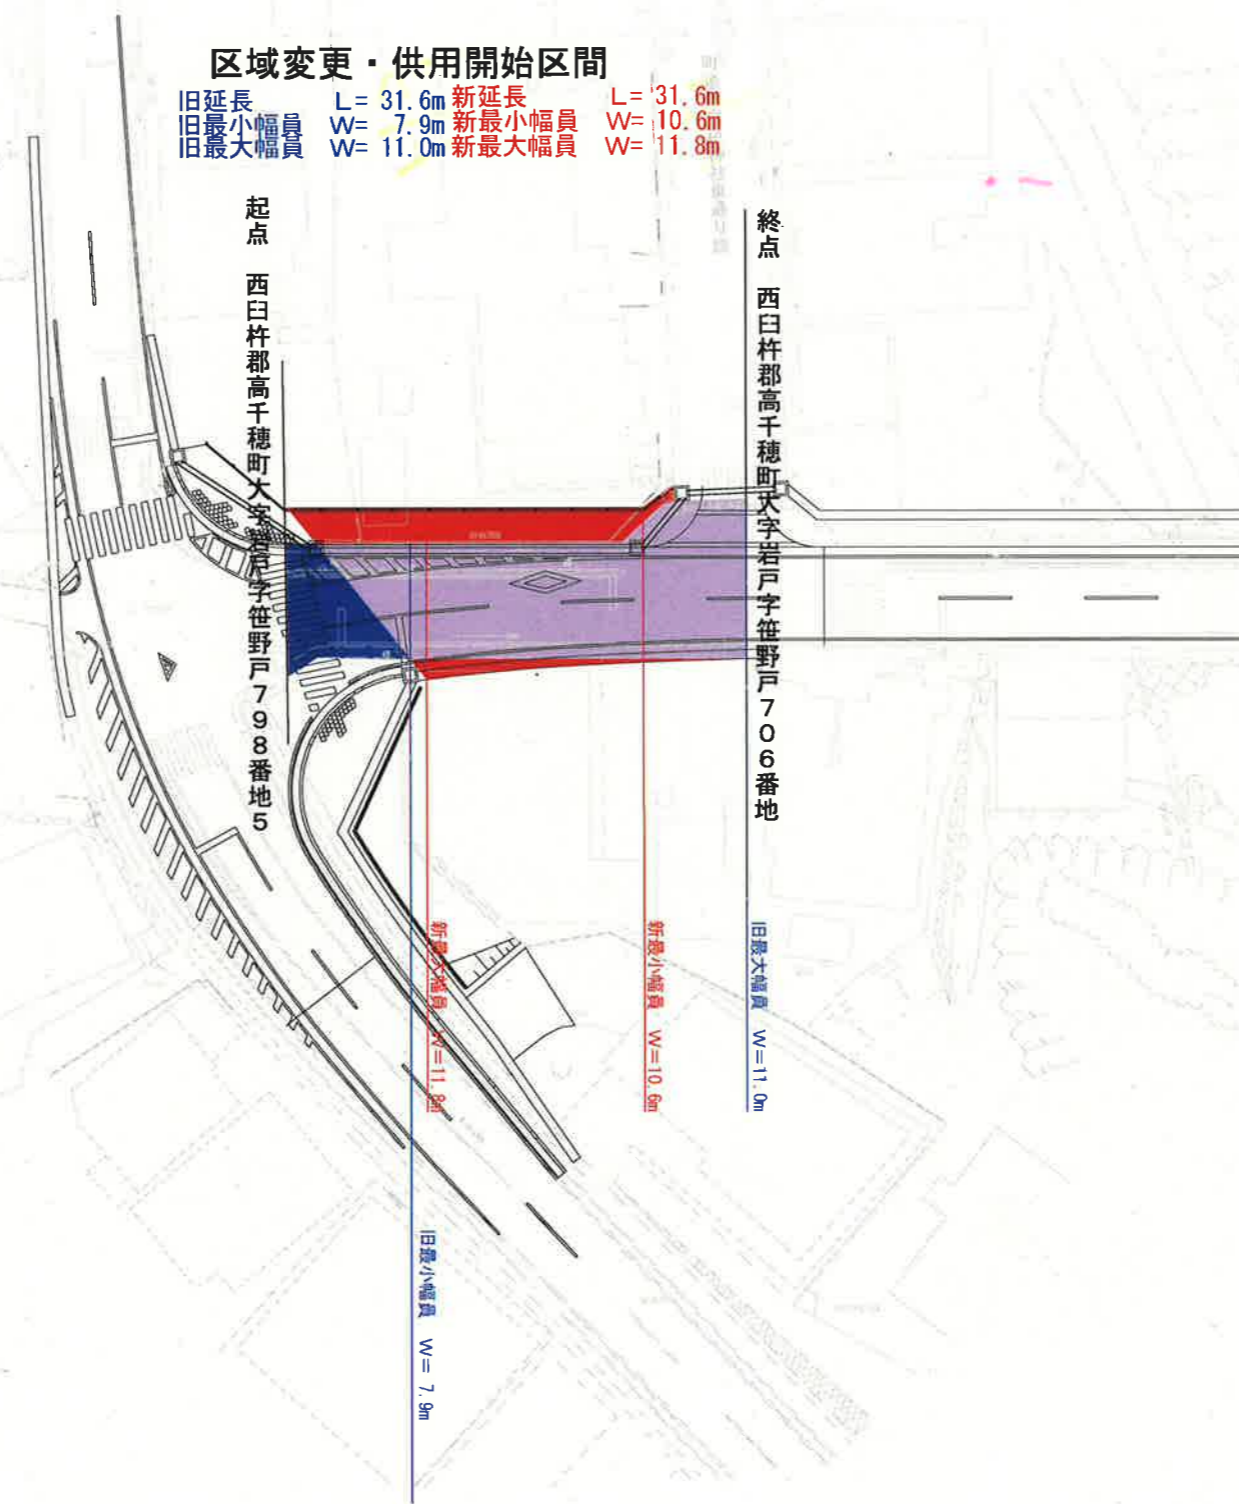 区域変更・供用開始区間
旧延長 L= 31.6m 新延長 L= 31.6m
旧最小幅員 W= 7.9m 新最小幅員 W= 10.6m
旧最大幅員 W= 11.0m 新最大幅員 W= 11.8m
起点 西臼杵郡高千穂町大字岩戸字笹野戸798番地5
終点 西臼杵郡高千穂町大字岩戸字笹野戸706番地
新最大幅員 W=11.8m
新最小幅員 W=10.6m
旧最大幅員 W=11.0m
旧最小幅員 W= 7.9m